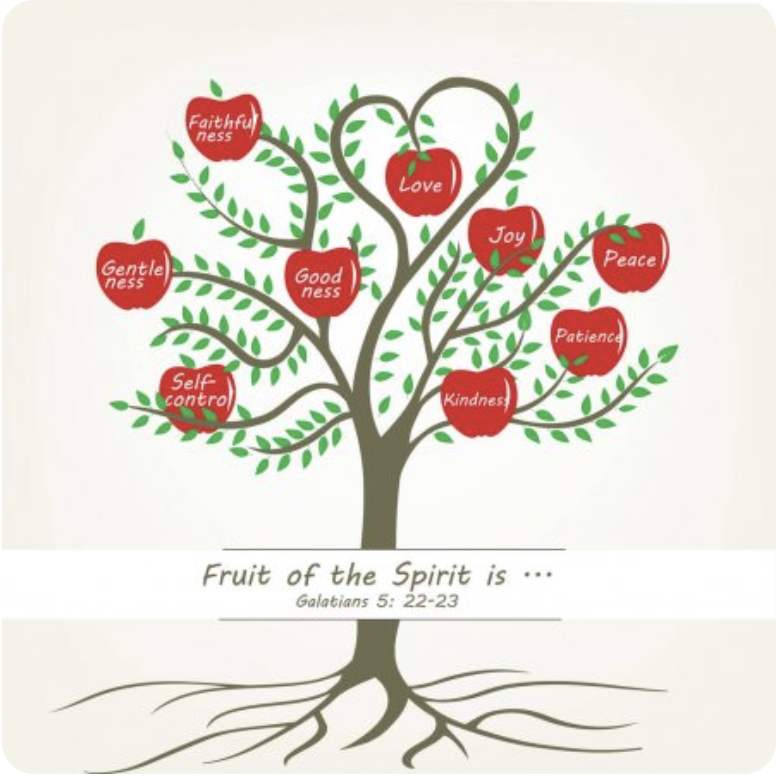 Faithful
ness
Love
Joy
Peace
Gentle
ness
Good
ness
Patience
Self-
control
Kindness
Fruit of the Spirit is ...
Galatians 5: 22-23